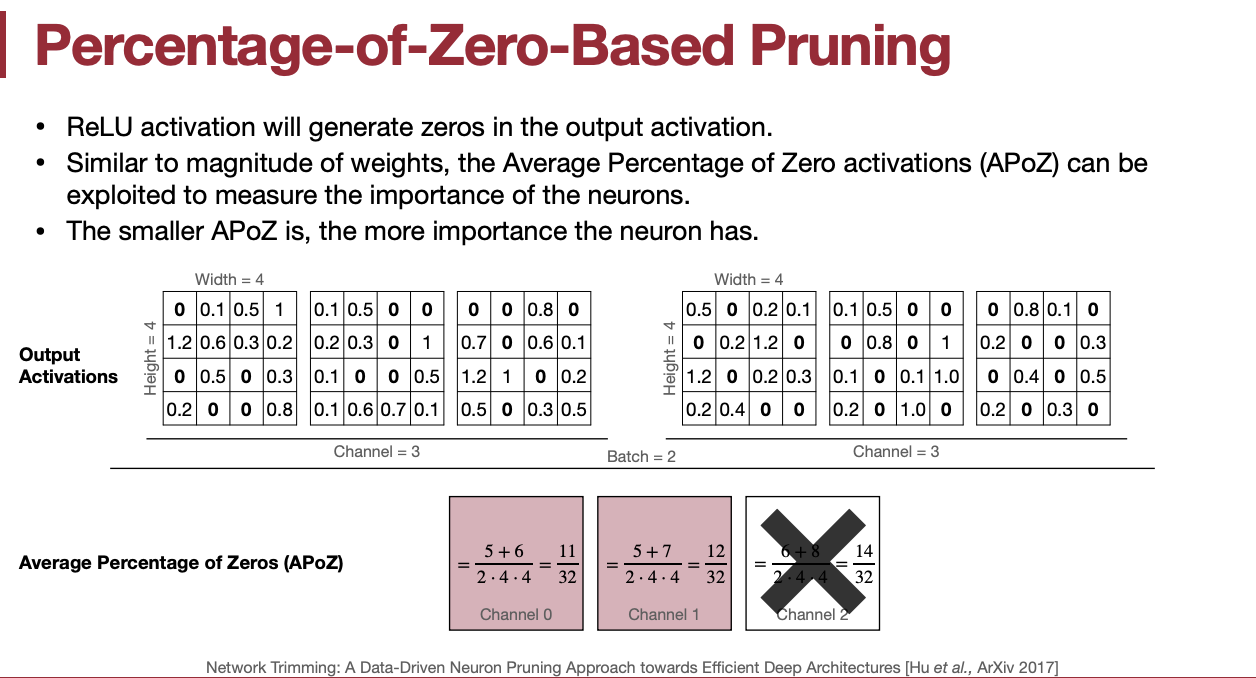 Percentage-of-Zero-Based Pruning
• ReLU activation will generate zeros in the output activation.
• Similar to magnitude of weights, the Average Percentage of Zero activations (APoZ) can be
exploited to measure the importance of the neurons.
• The smaller APoZ is, the more importance the neuron has.
Width = 4
Width = 4
Output
Activations
Height = 4
0 0.1 0.5 1
1.2 0.6 0.3 0.2
0 0.5 0 0.3
0.2 0 0 0.8
0.1 0.5 0 0
0.2 0.3 0 1
0.1 0 0 0.5
0.1 0.6 0.7 0.1
0 0 0.8 0
0.7 0 0.6 0.1
1.2 1 0 0.2
0.5 0 0.3 0.5
Height = 4
0.5 0 0.2 0.1
0 0.2 1.2 0
1.2 0 0.2 0.3
0.2 0.4 0 0
0.1 0.5 0 0
0 0.8 0 1
0.1 0 0.1 1.0
0.2 0 1.0 0
0 0.8 0.1 0
0.2 0 0 0.3
0 0.4 0 0.5
0.2 0 0.3 0
Channel = 3
Batch = 2
Channel = 3
Average Percentage of Zeros (APoZ)
= (5 + 6)/(2 · 4 · 4) = 11/32
Channel 0
= (5 + 7)/(2 · 4 · 4) = 12/32
Channel 1
= (6 + 8)/(2 · 4 · 4) = 14/32
Channel 2
Network Trimming: A Data-Driven Neuron Pruning Approach towards Efficient Deep Architectures [Hu et al., ArXiv 2017]